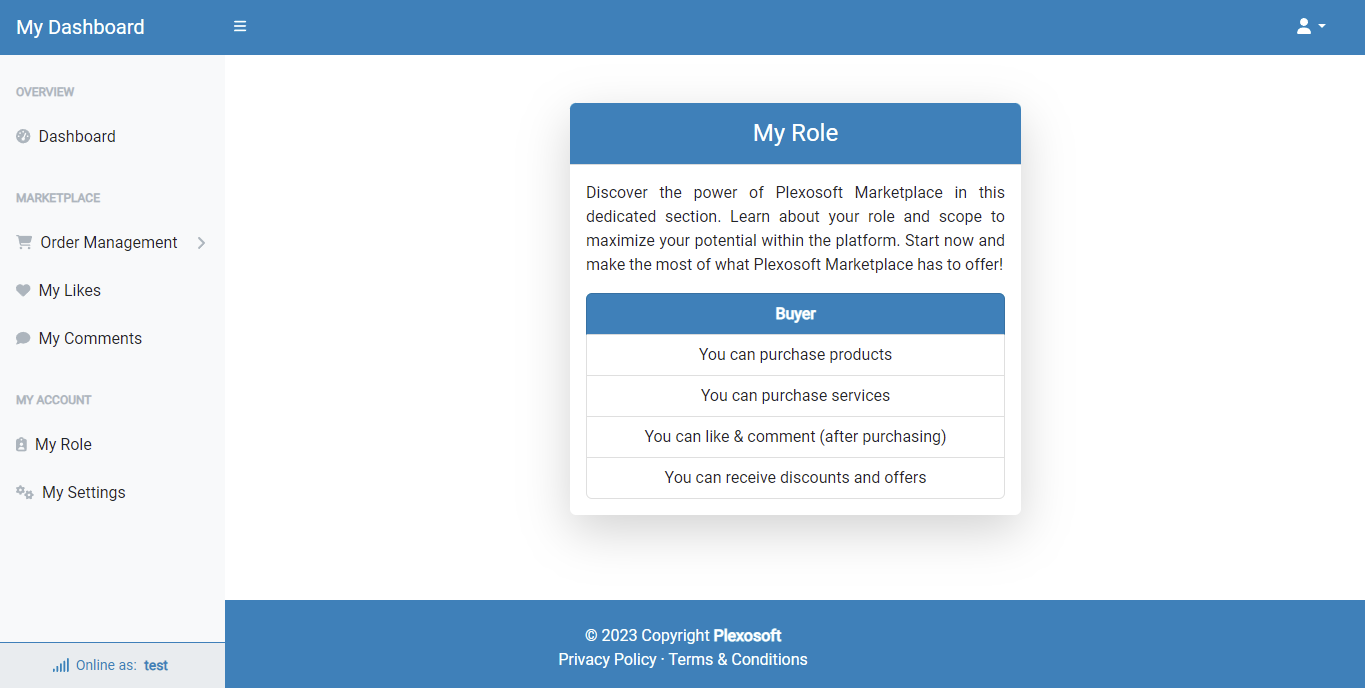 My Dashboard
OVERVIEW
Dashboard
MARKETPLACE
Order Management
My Likes
My Comments
MY ACCOUNT
My Role
My Settings
Online as: test
My Role
Discover the power of Plexosoft Marketplace in this
dedicated section. Learn about your role and scope to
maximize your potential within the platform. Start now and
make the most of what Plexosoft Marketplace has to offer!
Buyer
You can purchase products
You can purchase services
You can like & comment (after purchasing)
You can receive discounts and offers
© 2023 Copyright Plexosoft
Privacy Policy · Terms & Conditions